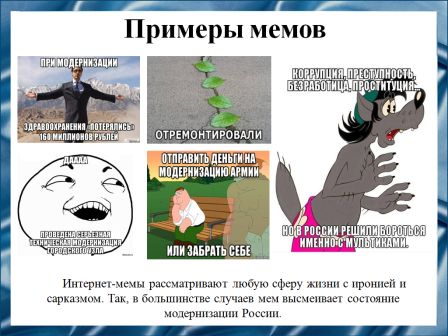 Примеры мемов
ПРИ МОДЕРНИЗАЦИИ
ЗДРАВООХРАНЕНИЯ "ПОТЕРЯЛИСЬ"
160 МИЛЛИОНОВ РУБЛЕЙ
ОТРЕМОНТИРОВАЛИ
КОРРУПЦИЯ, ПРЕСТУПНОСТЬ,
БЕЗРАБОТИЦА, ПРОСТИТУЦИЯ...
НО В РОССИИ РЕШИЛИ БОРОТЬСЯ
ИМЕННО С МУЛЬТИКАМИ.
ДАААА
ПРОВЕДЕНА СЕРЬЕЗНАЯ
ТЕХНИЧЕСКАЯ МОДЕРНИЗАЦИЯ
ГОРОДСКОГО УЗЛА
ОТПРАВИТЬ ДЕНЬГИ НА
МОДЕРНИЗАЦИЮ АРМИИ
ИЛИ ЗАБРАТЬ СЕБЕ
Интернет-мемы рассматривают любую сферу жизни с иронией и
сарказмом. Так, в большинстве случаев мем высмеивает состояние
модернизации России.